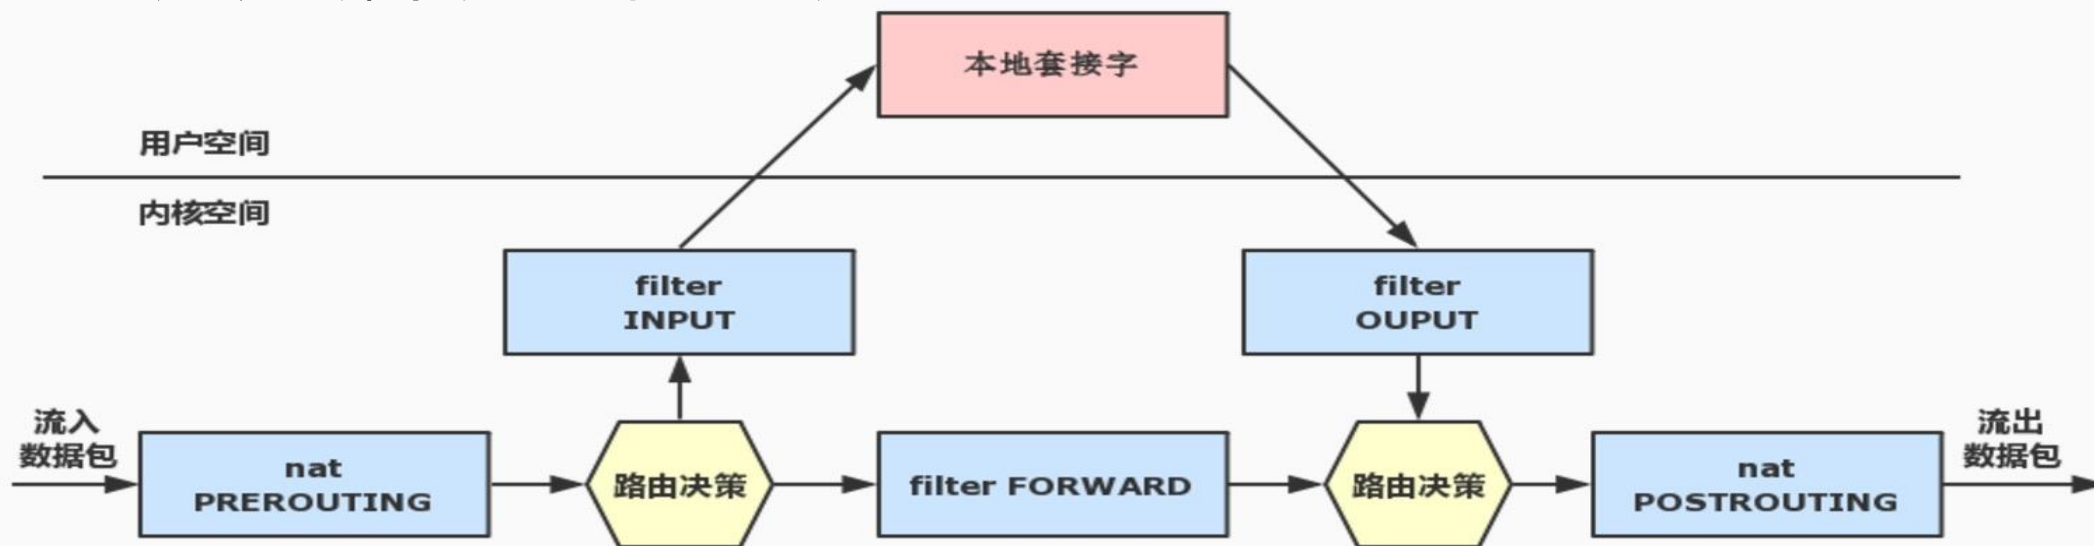 本地套接字
用户空间
内核空间
filter
INPUT
filter
OUPUT
流入
数据包
nat
PREROUTING
路由决策
filter FORWARD
路由决策
nat
POSTROUTING
流出
数据包